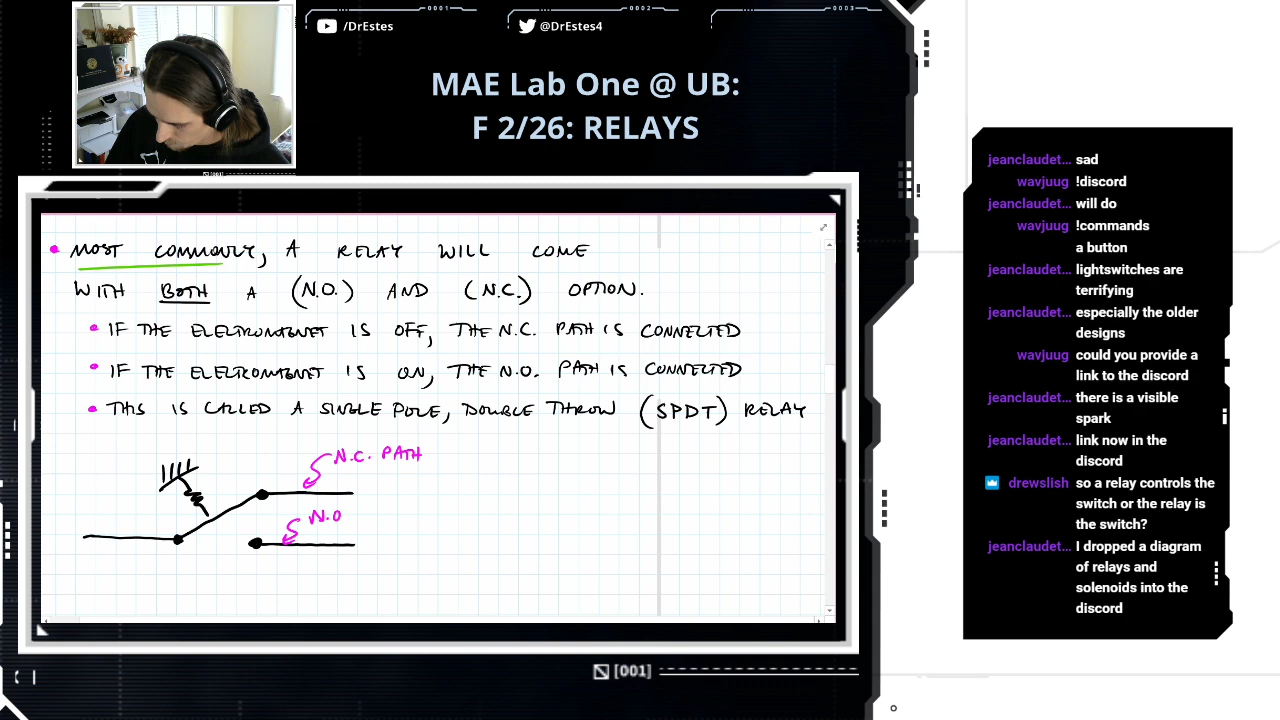 0001
0002
0003
/DrEstes
@DrEstes4
MAE Lab One @ UB:
F 2/26: RELAYS
[001]
MOST COMMONLY, A RELAY WILL COME
WITH BOTH A (N.O.) AND (N.C.) OPTION.
IF THE ELECTROMAGNET IS OFF, THE N.C. PATH IS CONNECTED
IF THE ELECTROMAGNET IS ON, THE N.O. PATH IS CONNECTED
THIS IS CALLED A SINGLE POLE, DOUBLE THROW (SPDT) RELAY
N.C. PATH
N.O
[001]
jeanclaudet... sad
wavjuug !discord
jeanclaudet... will do
wavjuug !commands
a button
jeanclaudet... lightswitches are
terrifying
jeanclaudet... especially the older
designs
wavjuug could you provide a
link to the discord
jeanclaudet... there is a visible
spark
jeanclaudet... link now in the
discord
drewslish so a relay controls the
switch or the relay is
the switch?
jeanclaudet... I dropped a diagram
of relays and
solenoids into the
discord